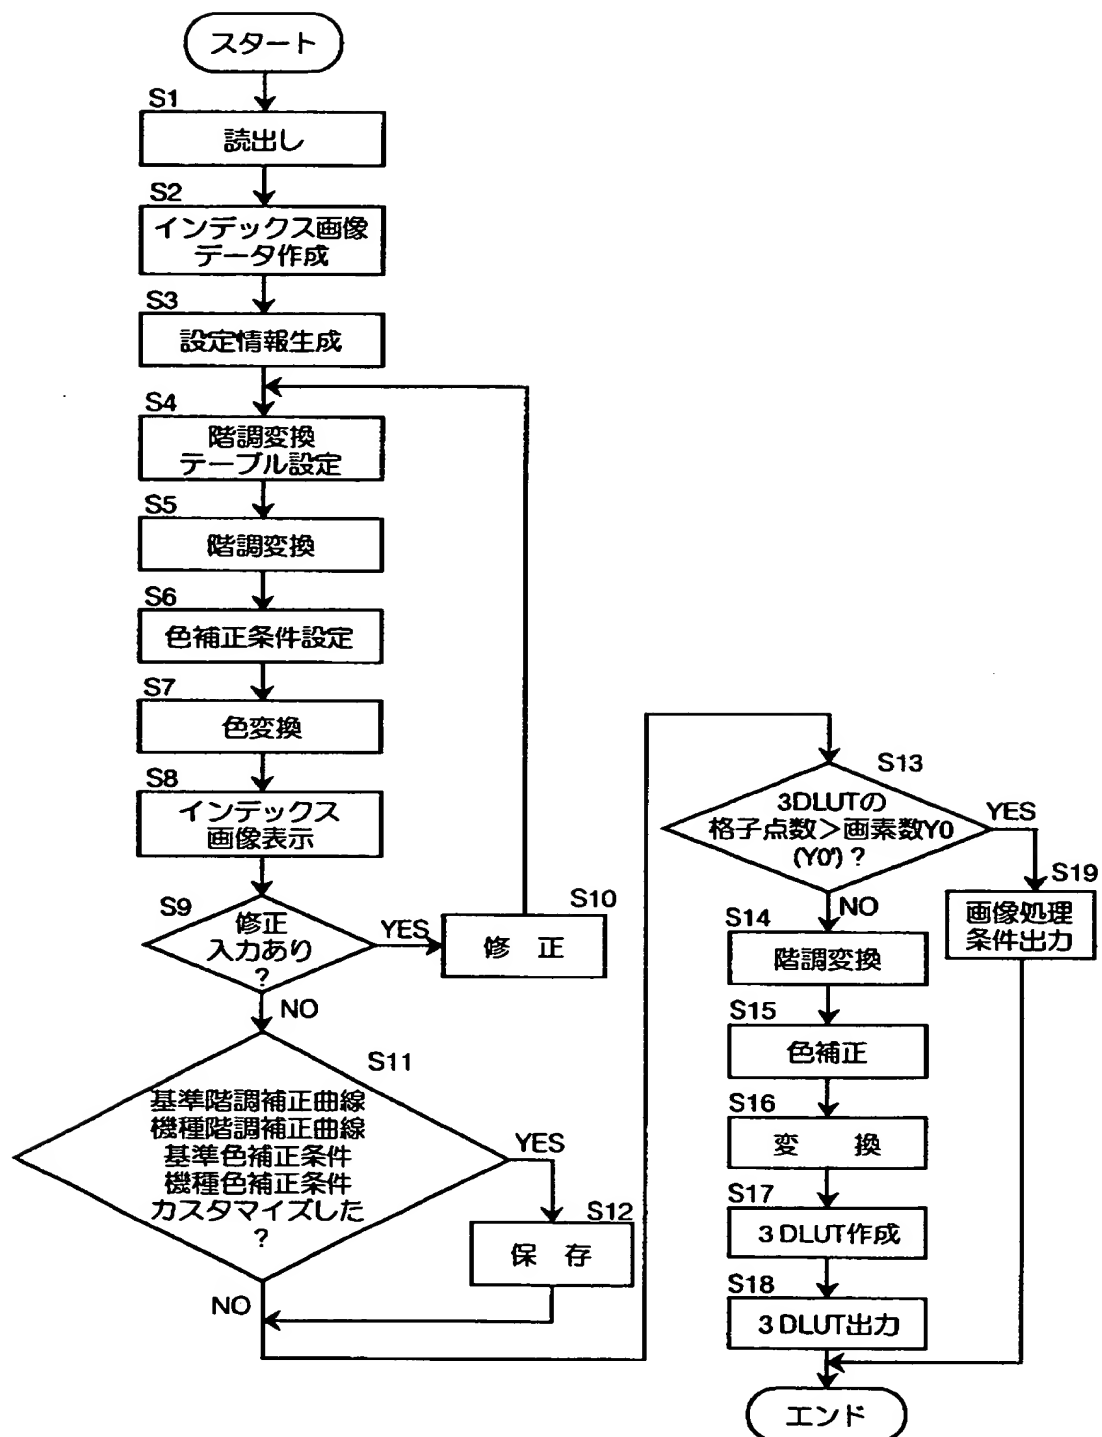 スタート
S1
読出し
S2
インデックス画像
データ作成
S3
設定情報生成
S4
階調変換
テーブル設定
S5
階調変換
S6
色補正条件設定
S7
色変換
S8
インデックス
画像表示
S9
修正
入力あり
?
YES
S10
修 正
NO
S11
基準階調補正曲線
機種階調補正曲線
基準色補正条件
機種色補正条件
カスタマイズした
?
YES
S12
保 存
NO
S13
3DLUTの
格子点数>画素数Y0
(Y0')?
YES
S19
画像処理
条件出力
NO
S14
階調変換
S15
色補正
S16
変 換
S17
3DLUT作成
S18
3DLUT出力
エンド